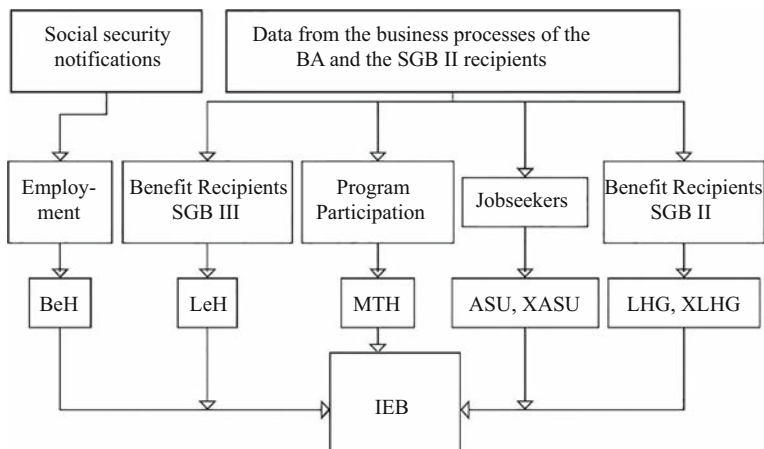 Social security
notifications
Data from the business processes of the
BA and the SGB II recipients
Employ-
ment
Benefit Recipients
SGB III
Program
Participation
Jobseekers
Benefit Recipients
SGB II
BeH
LeH
MTH
ASU, XASU
LHG, XLHG
IEB